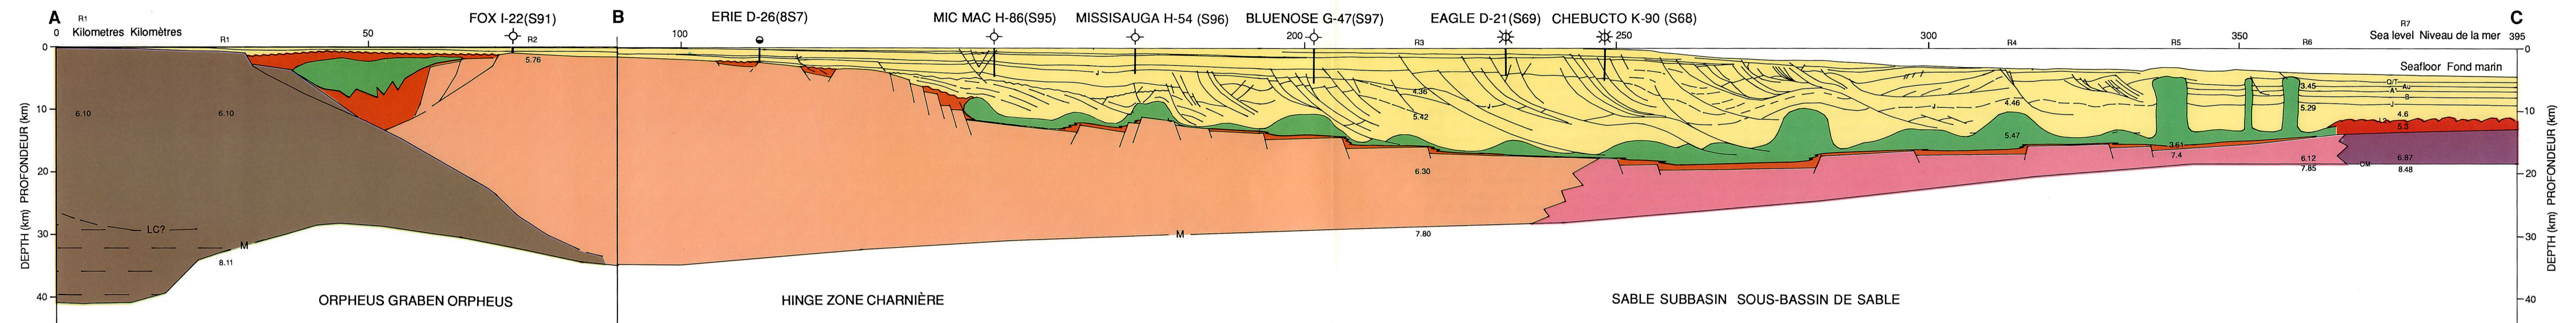 A
B
C
R1
FOX I-22(S91)
ERIE D-26(8S7)
MIC MAC H-86(S95)
MISSISAUGA H-54 (S96)
BLUENOSE G-47(S97)
EAGLE D-21(S69)
CHEBUCTO K-90 (S68)
R7
0 Kilometres Kilomètres
R1
50
R2
100
200
R3
250
300
R4
R5
350
R6
Sea level Niveau de la mer 395
Seafloor Fond marin
0
10
20
30
40
DEPTH (km) PROFONDEUR (km)
0
10
20
30
40
DEPTH (km) PROFONDEUR (km)
5.76
6.10
6.10
LC?
M
8.11
J
4.36
5.42
6.30
M
7.80
J
4.46
5.47
3.61
7.4
3.45
5.29
B
J
4.6
5.3
6.12
7.85
CM
6.87
8.48
ORPHEUS GRABEN ORPHEUS
HINGE ZONE CHARNIÈRE
SABLE SUBBASIN SOUS-BASSIN DE SABLE